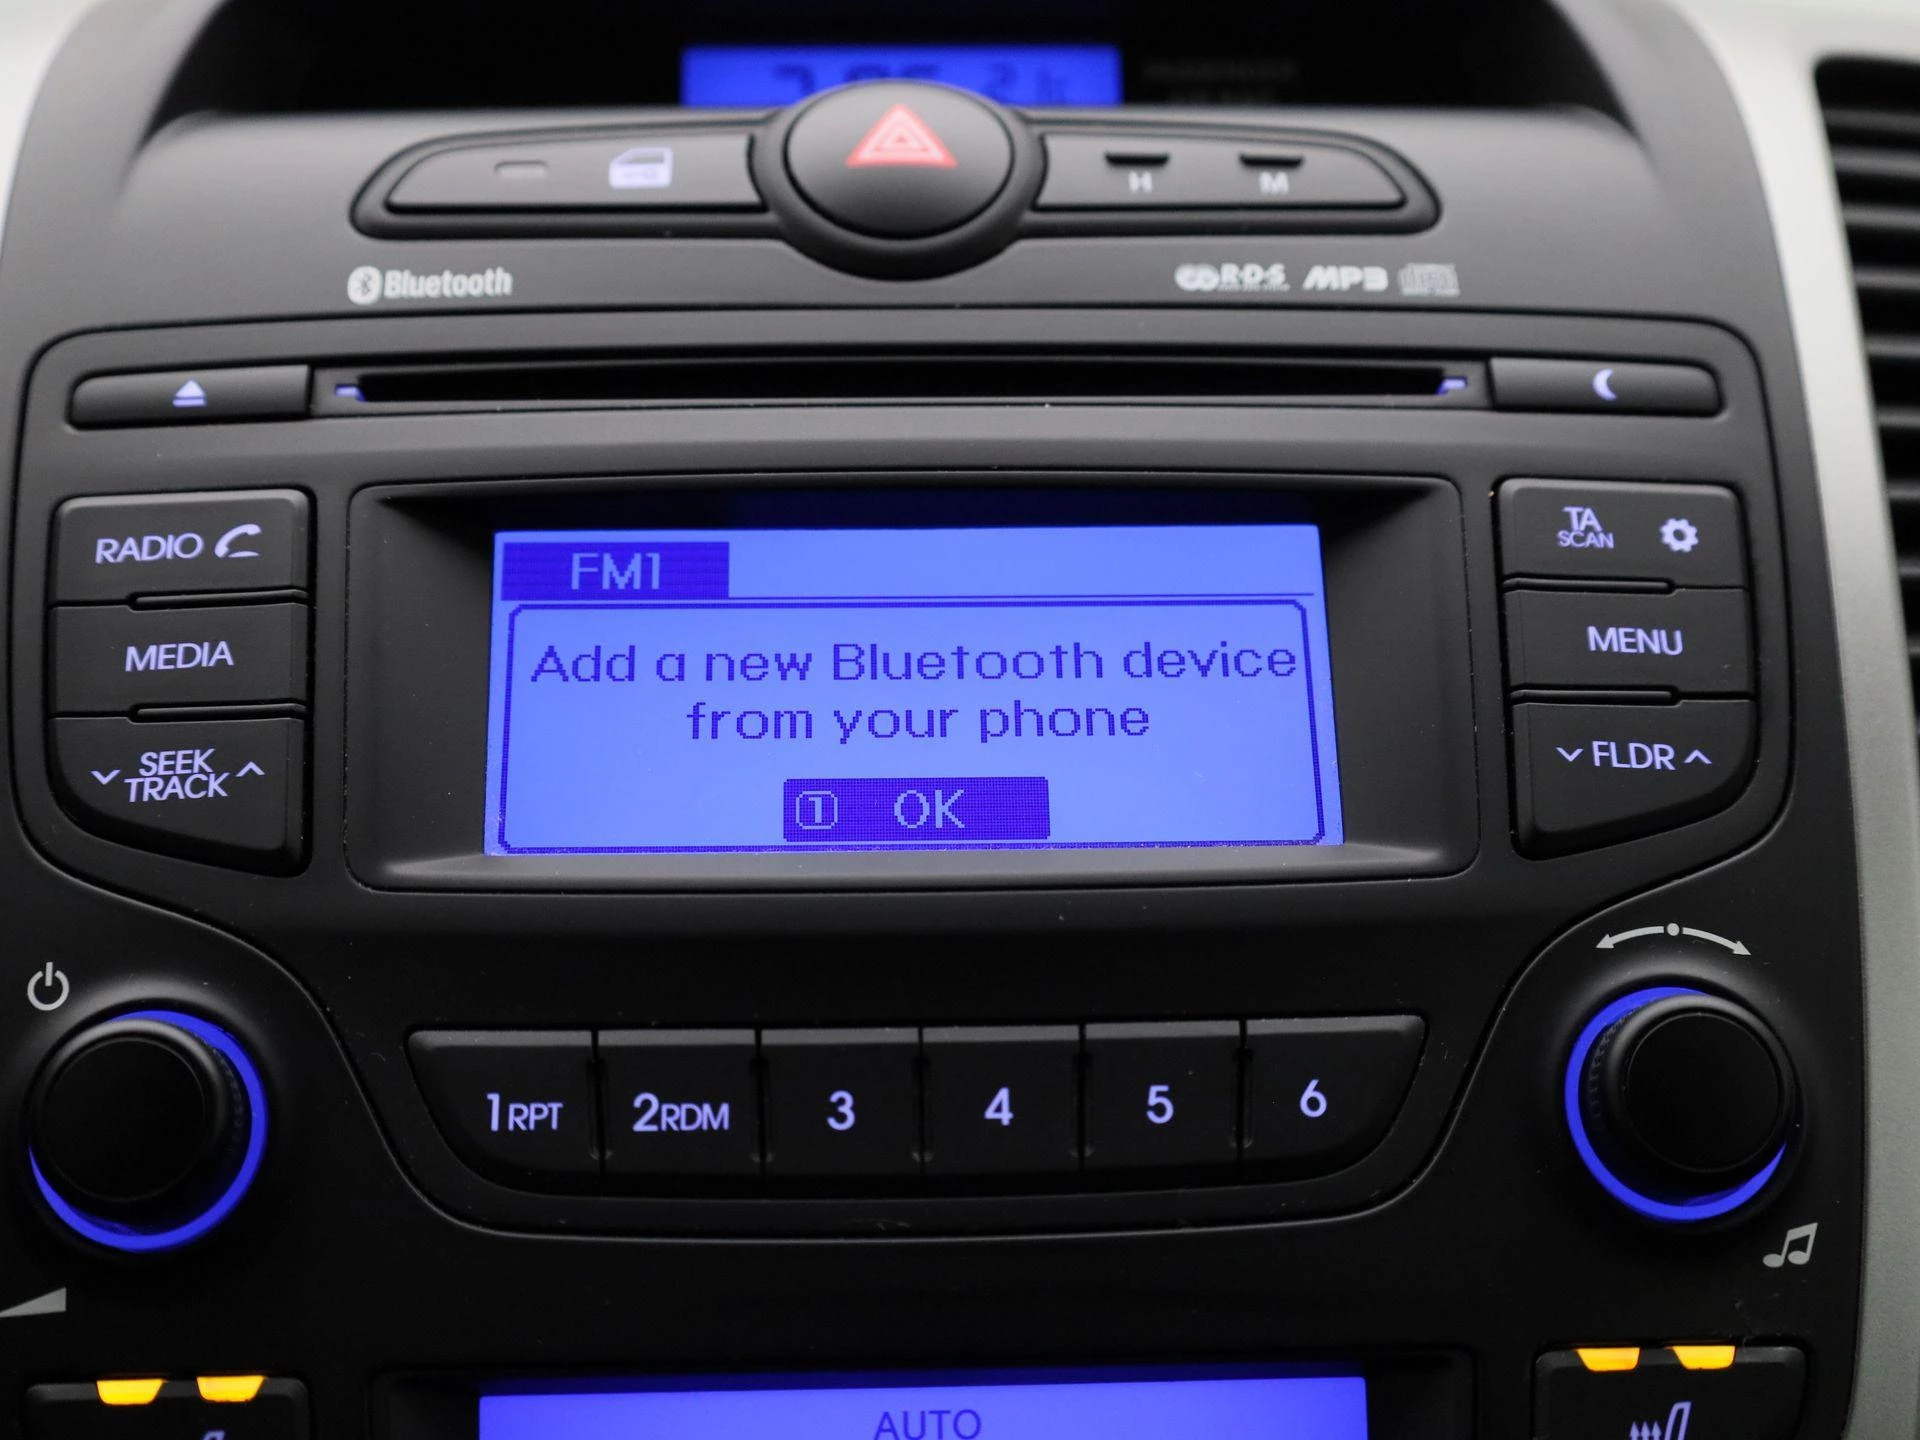 H
M
Bluetooth
R·D·S
MP3
RADIO
MEDIA
SEEK
TRACK
FM1
Add a new Bluetooth device
from your phone
1 OK
TA
SCAN
MENU
FLDR
1RPT
2RDM
3
4
5
6
AUTO